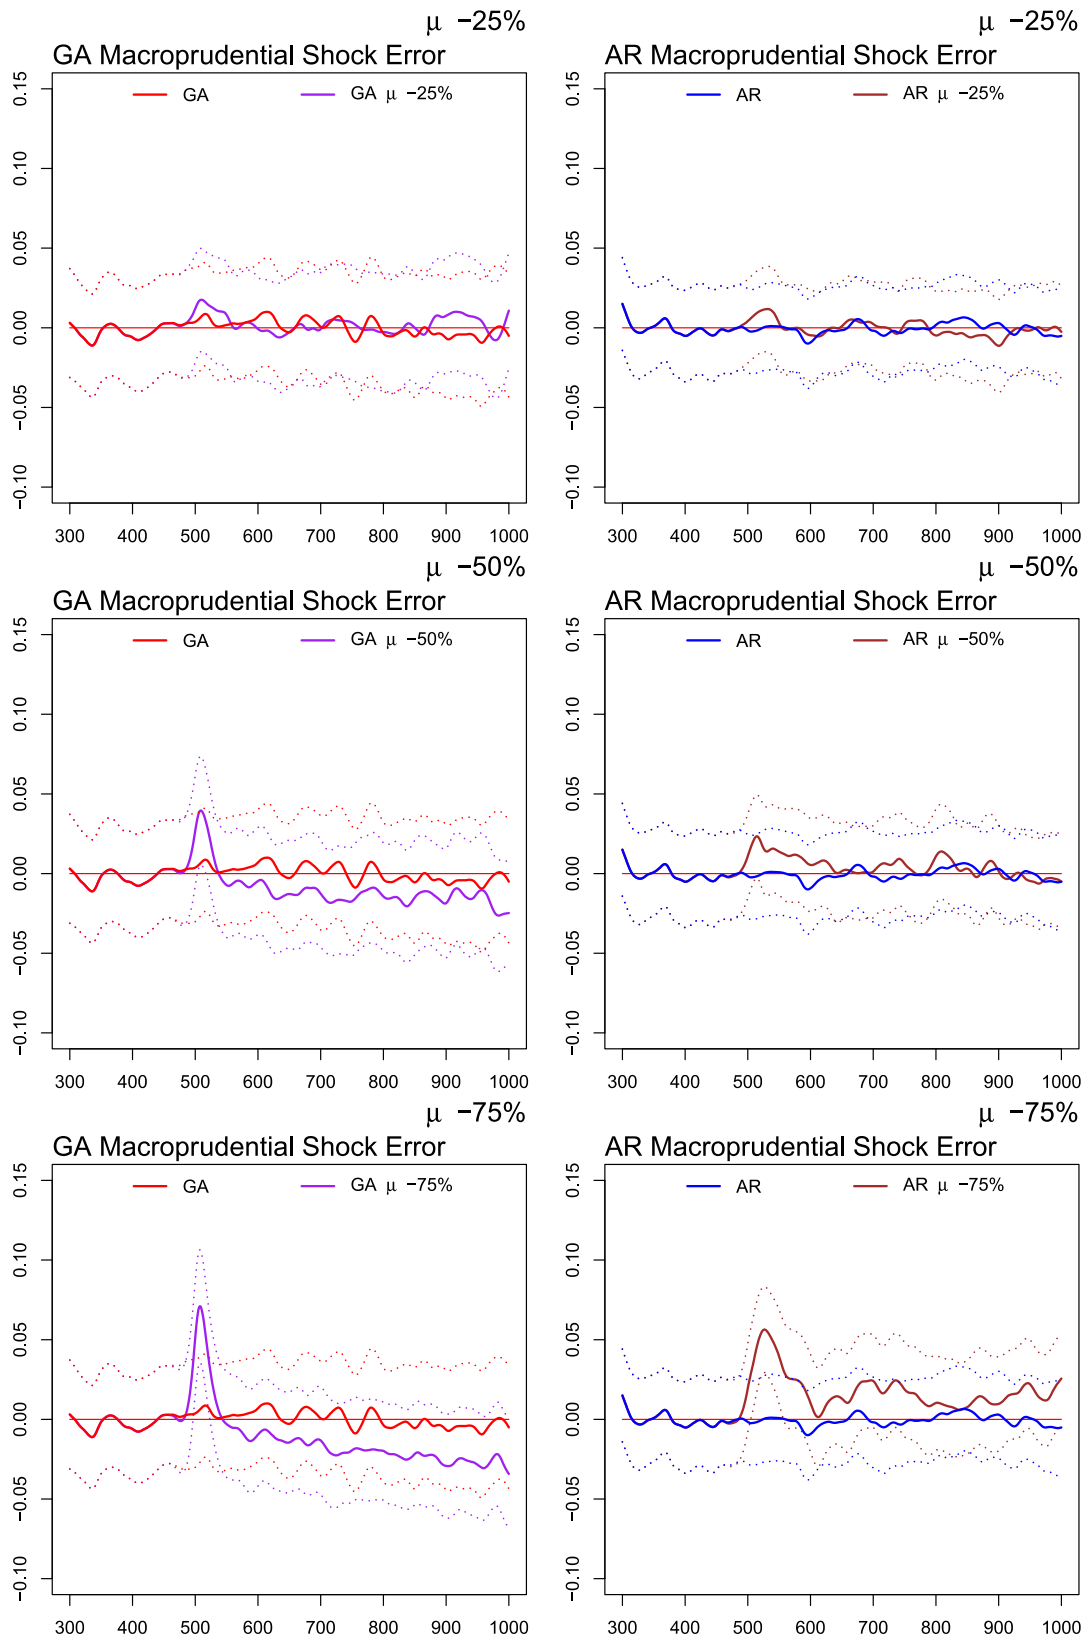 μ −25%
GA Macroprudential Shock Error
GA
GA μ −25%
0.15
0.10
0.05
0.00
−0.05
−0.10
300 400 500 600 700 800 900 1000
μ −25%
AR Macroprudential Shock Error
AR
AR μ −25%
0.15
0.10
0.05
0.00
−0.05
−0.10
300 400 500 600 700 800 900 1000
μ −50%
GA Macroprudential Shock Error
GA
GA μ −50%
0.15
0.10
0.05
0.00
−0.05
−0.10
300 400 500 600 700 800 900 1000
μ −50%
AR Macroprudential Shock Error
AR
AR μ −50%
0.15
0.10
0.05
0.00
−0.05
−0.10
300 400 500 600 700 800 900 1000
μ −75%
GA Macroprudential Shock Error
GA
GA μ −75%
0.15
0.10
0.05
0.00
−0.05
−0.10
300 400 500 600 700 800 900 1000
μ −75%
AR Macroprudential Shock Error
AR
AR μ −75%
0.15
0.10
0.05
0.00
−0.05
−0.10
300 400 500 600 700 800 900 1000